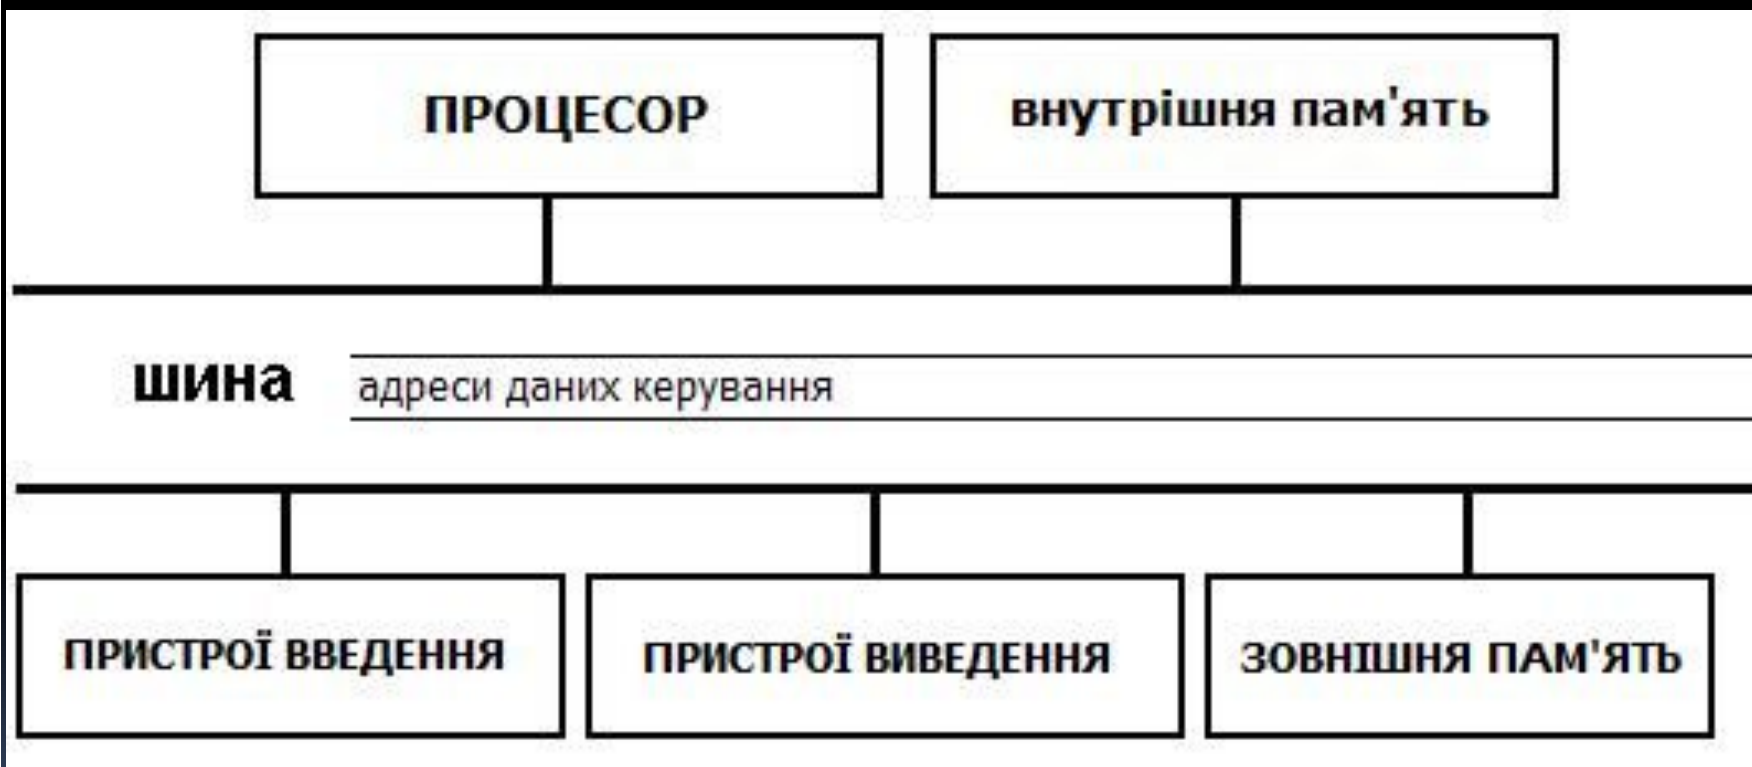 ПРОЦЕСОР
внутрішня пам'ять
шина
адреси даних керування
ПРИСТРОЇ ВВЕДЕННЯ
ПРИСТРОЇ ВИВЕДЕННЯ
ЗОВНІШНЯ ПАМ'ЯТЬ